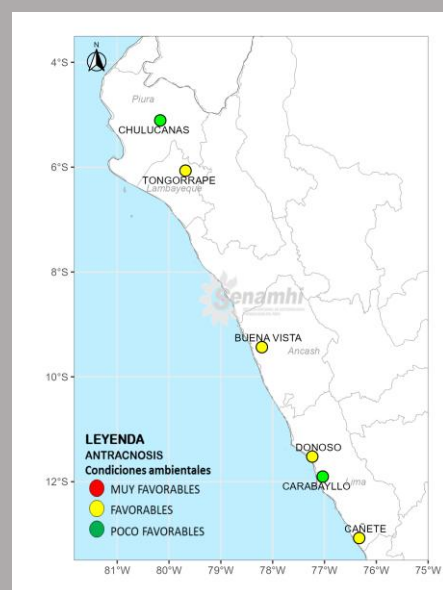 N
4°S
Piura
CHULUCANAS
6°S
TONGORRAPE
Lambayeque
8°S
Senamhi
BUENA VISTA
Ancash
10°S
LEYENDA
ANTRACNOSIS
Condiciones ambientales
MUY FAVORABLES
FAVORABLES
POCO FAVORABLES
DONOSO
12°S
CARABAYLLO
Lima
CAÑETE
81°W 80°W 79°W 78°W 77°W 76°W 75°W